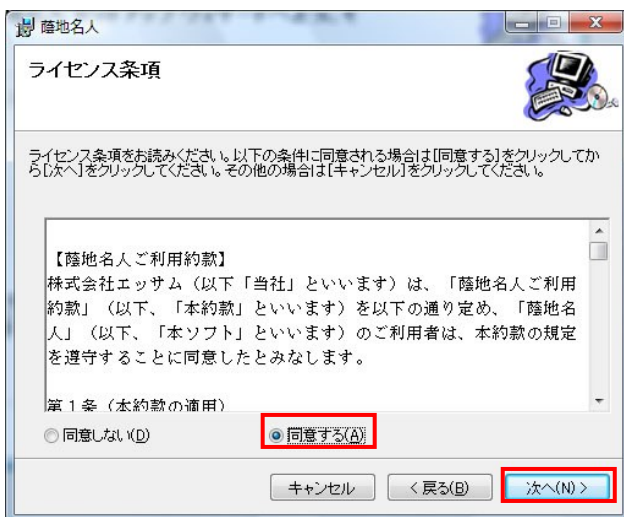 蔭地名人
ライセンス条項
ライセンス条項をお読みください。以下の条件に同意される場合は[同意する]をクリックしてか
ら[次へ]をクリックしてください。その他の場合は[キャンセル]をクリックしてください。
【蔭地名人ご利用約款】
株式会社エッサム（以下「当社」といいます）は、「蔭地名人ご利用
約款」（以下、「本約款」といいます）を以下の通り定め、「蔭地名
人」（以下、「本ソフト」といいます）のご利用者は、本約款の規定
を遵守することに同意したとみなします。
第１条（本約款の適用）
同意しない(D)
同意する(A)
キャンセル
< 戻る(B)
次へ(N) >